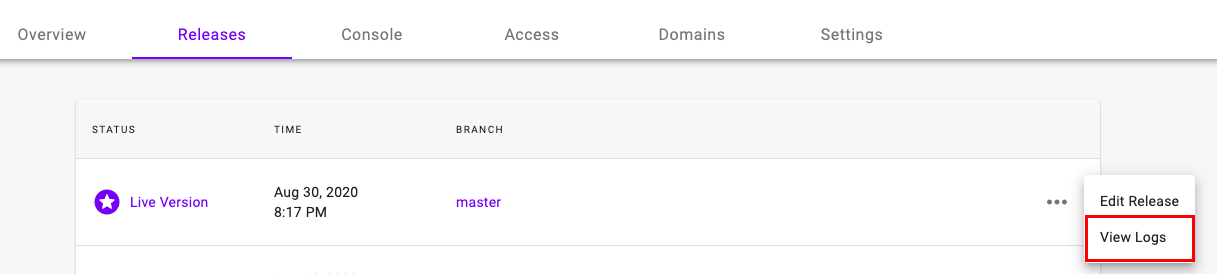 Overview Releases Console Access Domains Settings
STATUS TIME BRANCH
Live Version Aug 30, 2020 8:17 PM master
Edit Release
View Logs